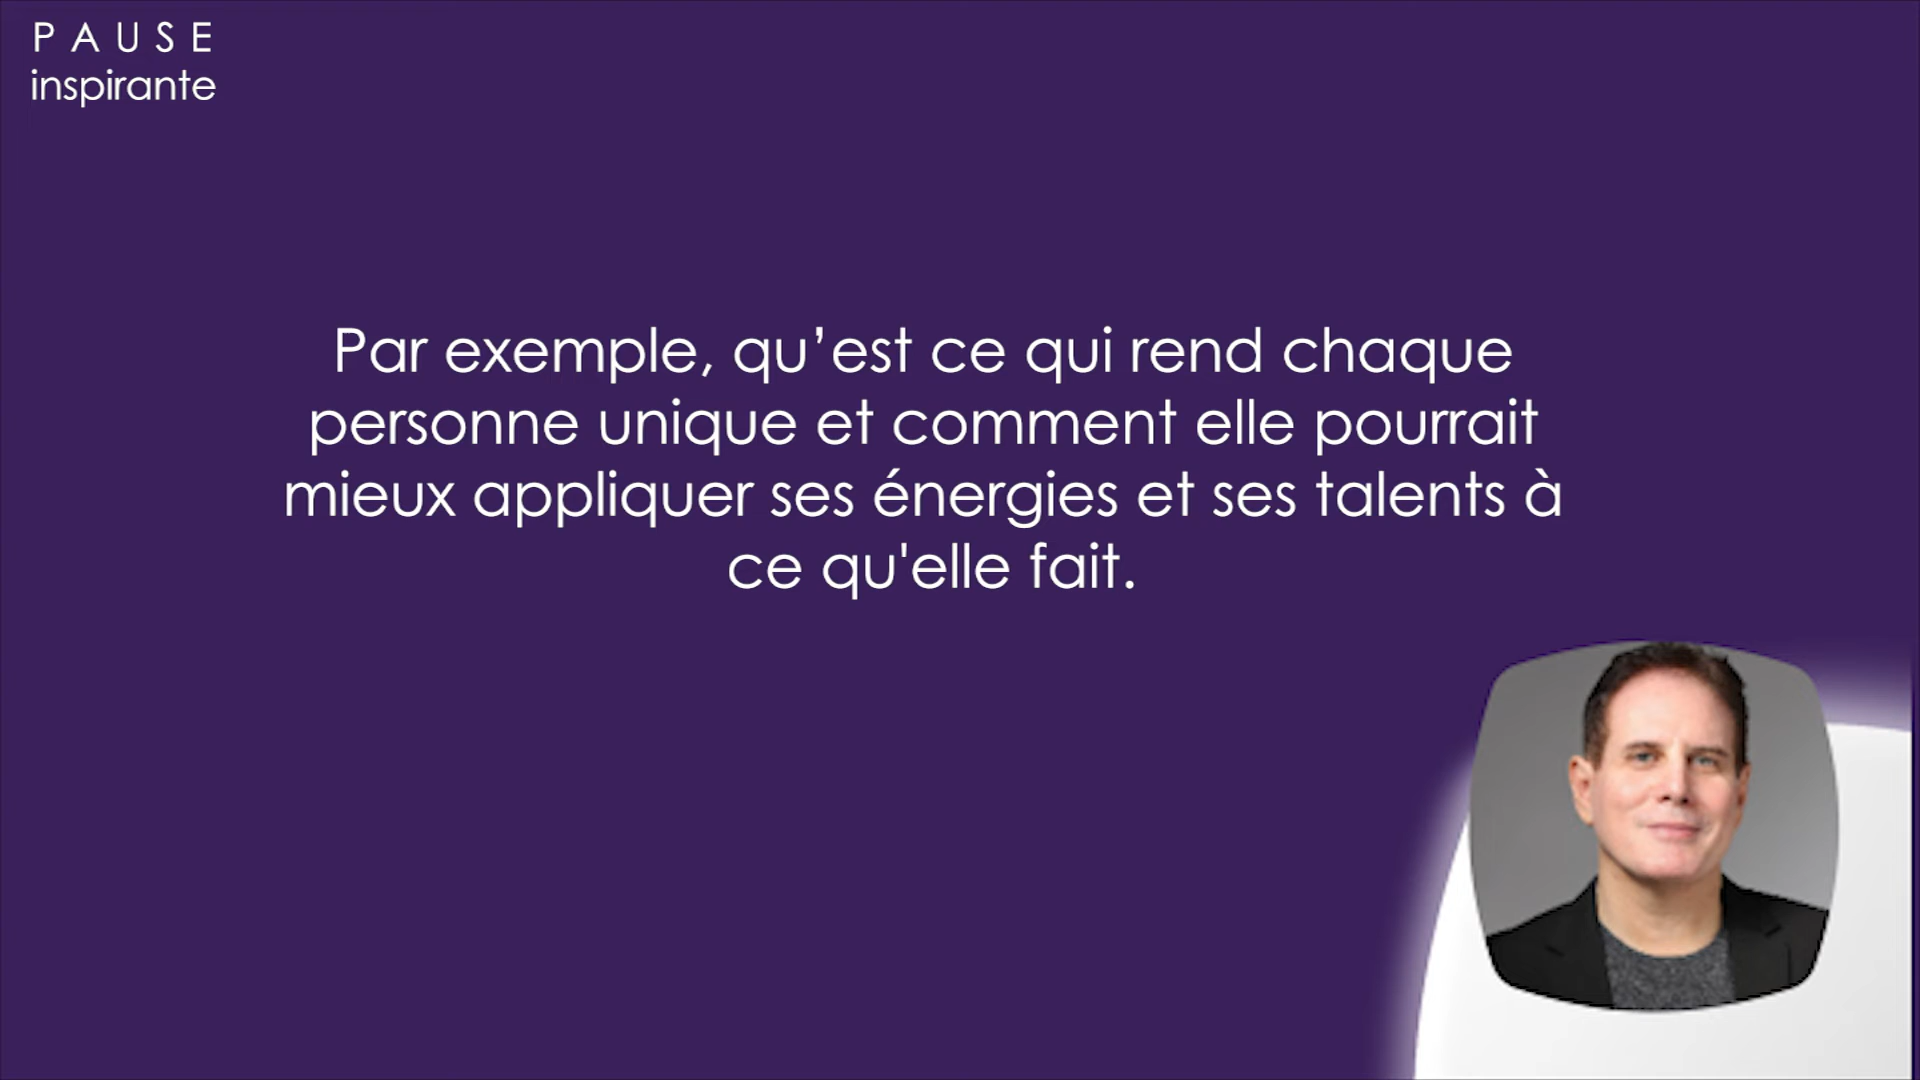 PAUSE
inspirante
Par exemple, qu’est ce qui rend chaque
personne unique et comment elle pourrait
mieux appliquer ses énergies et ses talents à
ce qu'elle fait.